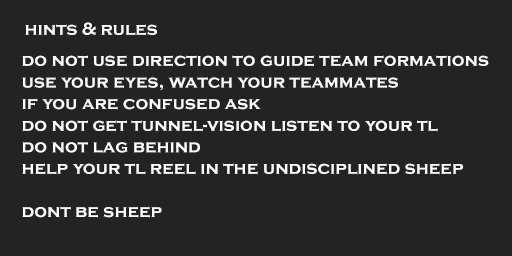 HINTS & RULES
DO NOT USE DIRECTION TO GUIDE TEAM FORMATIONS
USE YOUR EYES, WATCH YOUR TEAMMATES
IF YOU ARE CONFUSED ASK
DO NOT GET TUNNEL-VISION LISTEN TO YOUR TL
DO NOT LAG BEHIND
HELP YOUR TL REEL IN THE UNDISCIPLINED SHEEP
DONT BE SHEEP